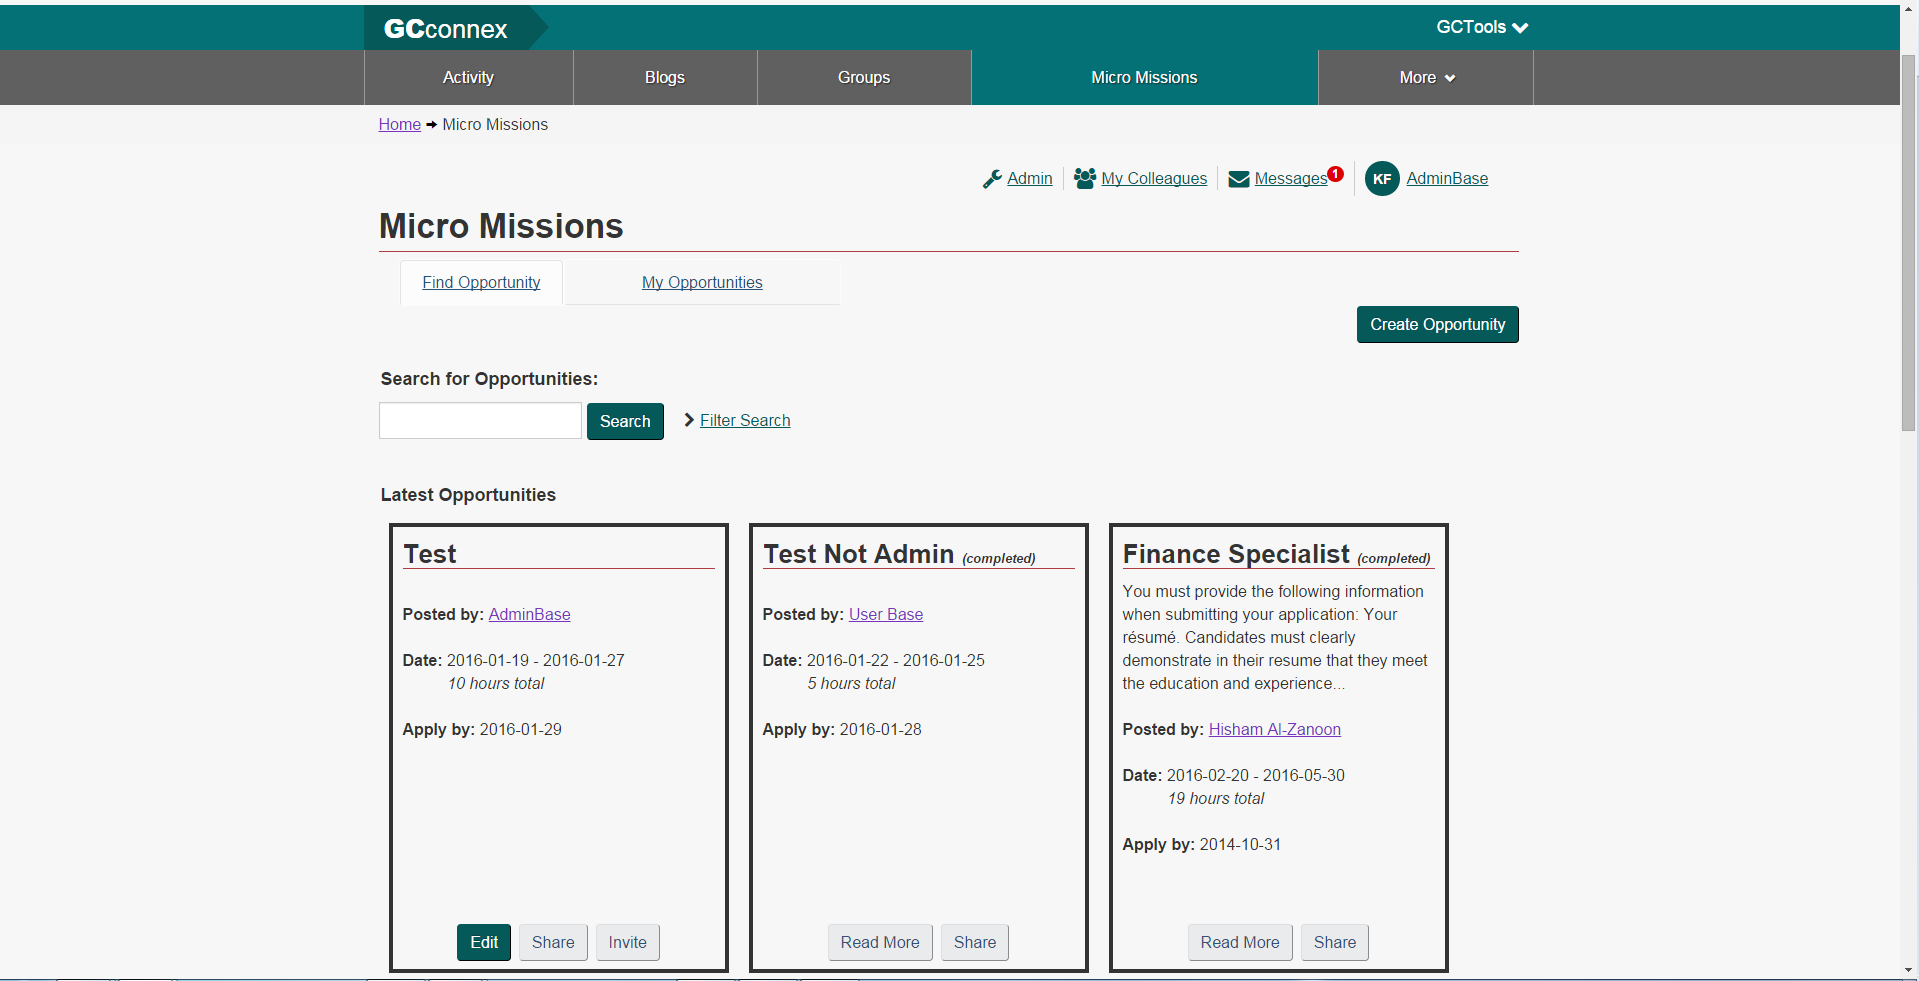 GCconnex
GCTools
Activity
Blogs
Groups
Micro Missions
More
Home Micro Missions
Admin
My Colleagues
Messages 1
KF AdminBase
Micro Missions
Find Opportunity
My Opportunities
Create Opportunity
Search for Opportunities:
Search
Filter Search
Latest Opportunities
Test
Posted by: AdminBase
Date: 2016-01-19 - 2016-01-27
10 hours total
Apply by: 2016-01-29
Edit
Share
Invite
Test Not Admin (completed)
Posted by: User Base
Date: 2016-01-22 - 2016-01-25
5 hours total
Apply by: 2016-01-28
Read More
Share
Finance Specialist (completed)
You must provide the following information
when submitting your application: Your
résumé. Candidates must clearly
demonstrate in their resume that they meet
the education and experience...
Posted by: Hisham Al-Zanoon
Date: 2016-02-20 - 2016-05-30
19 hours total
Apply by: 2014-10-31
Read More
Share